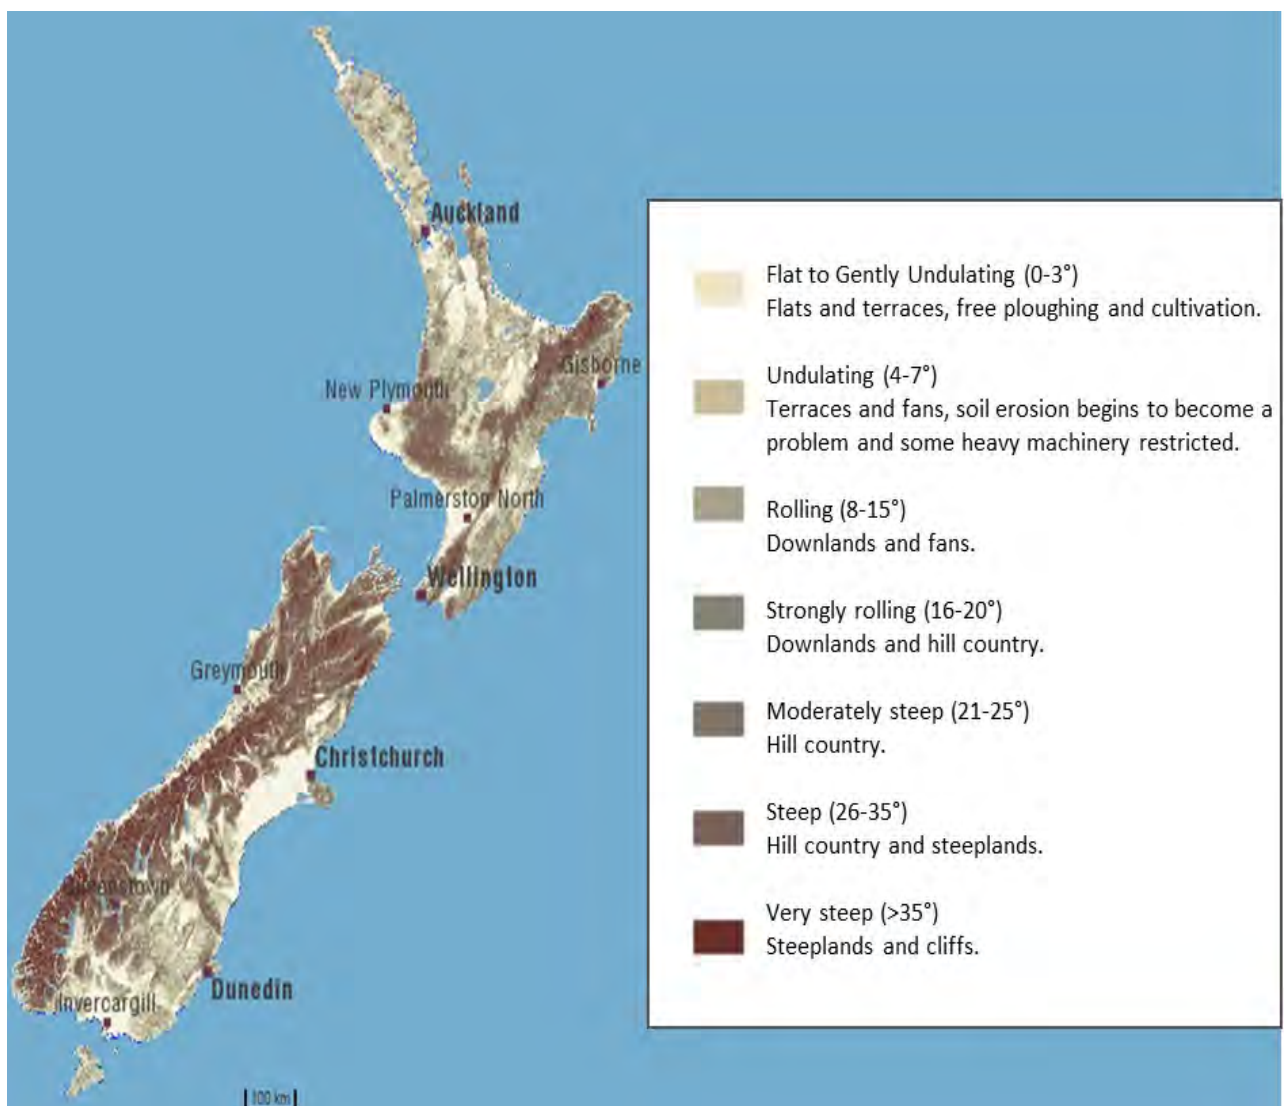 Auckland
Gisborne
New Plymouth
Palmerston North
Wellington
Greymouth
Christchurch
Queenstown
Dunedin
Invercargill
100 km
Flat to Gently Undulating (0-3°)
Flats and terraces, free ploughing and cultivation.
Undulating (4-7°)
Terraces and fans, soil erosion begins to become a
problem and some heavy machinery restricted.
Rolling (8-15°)
Downlands and fans.
Strongly rolling (16-20°)
Downlands and hill country.
Moderately steep (21-25°)
Hill country.
Steep (26-35°)
Hill country and steeplands.
Very steep (>35°)
Steeplands and cliffs.